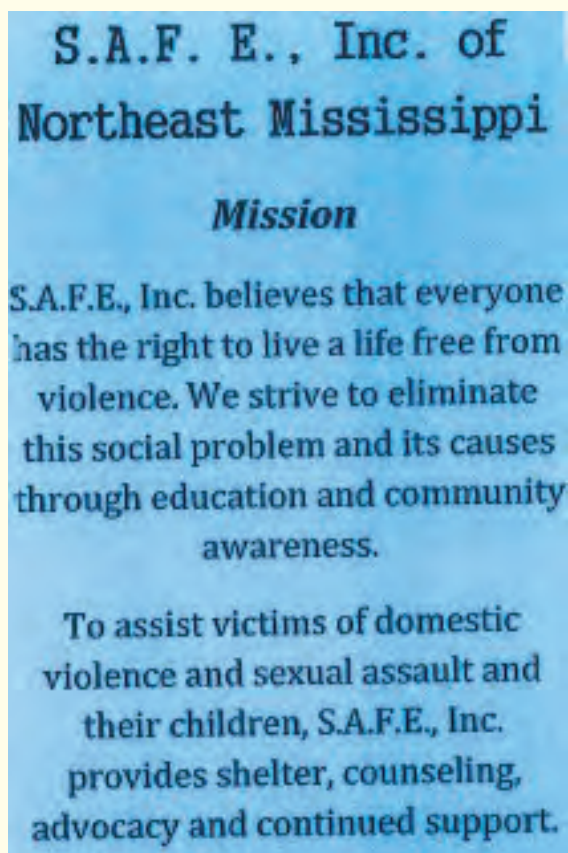 S.A.F. E., Inc. of
Northeast Mississippi
Mission
S.A.F.E., Inc. believes that everyone
has the right to live a life free from
violence. We strive to eliminate
this social problem and its causes
through education and community
awareness.
To assist victims of domestic
violence and sexual assault and
their children, S.A.F.E., Inc.
provides shelter, counseling,
advocacy and continued support.